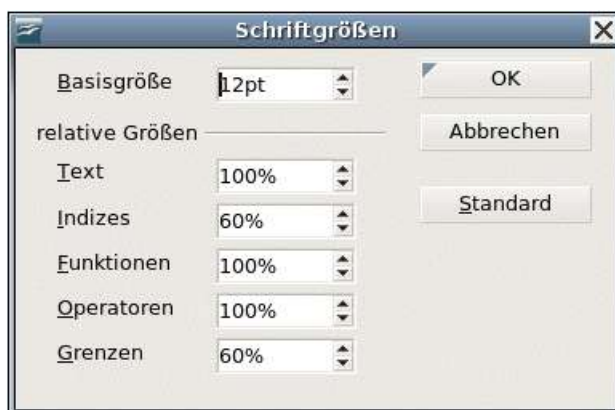 Schriftgrößen
Basisgröße 12pt OK
relative Größen Abbrechen
Text 100%
Indizes 60% Standard
Funktionen 100%
Operatoren 100%
Grenzen 60%